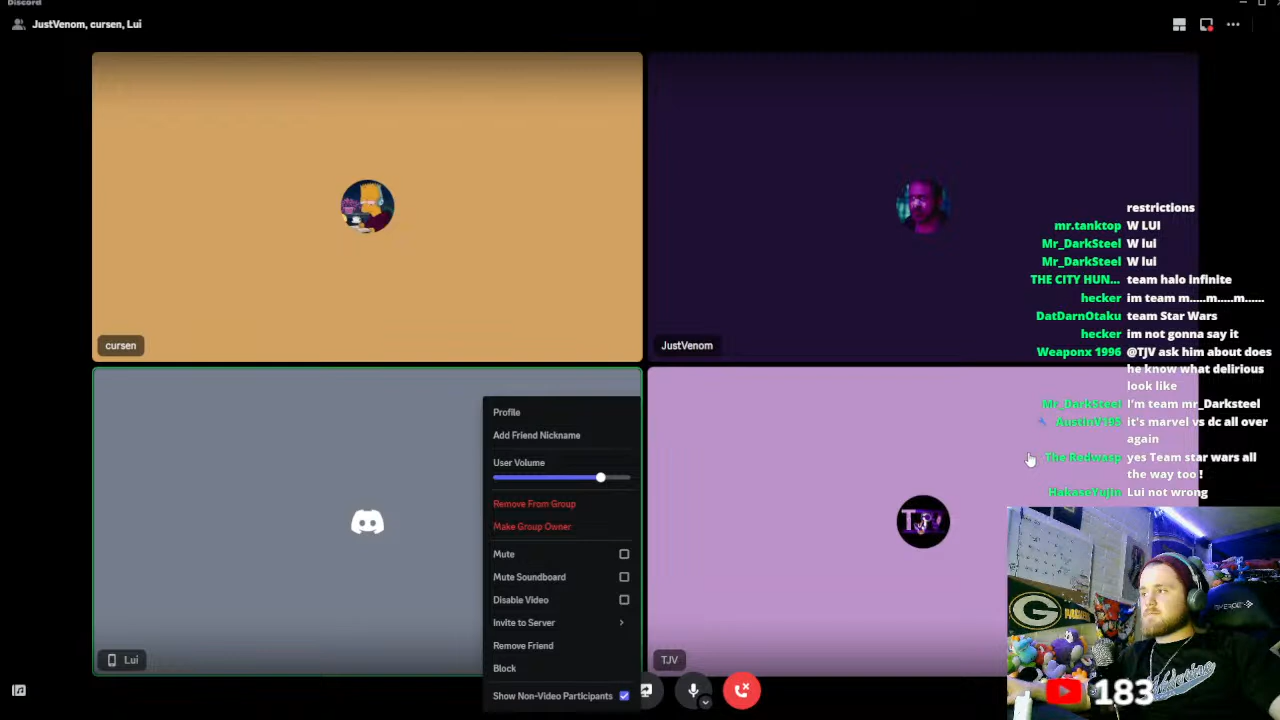 Discord
JustVenom, cursen, Lui
restrictions
mr.tanktop W LUI
Mr_DarkSteel W lui
Mr_DarkSteel W lui
THE CITY HUN... team halo infinite
hecker im team m.....m....m......
DatDarnOtaku team Star Wars
hecker im not gonna say it
Weaponx 1996 @TJV ask him about does
he know what delirious
look like
Mr_DarkSteel I'm team mr_Darksteel
AustinV195 it's marvel vs dc all over
again
The Redwasp yes Team star wars all
the way too !
HakaseYujin Lui not wrong
cursen
JustVenom
Profile
Add Friend Nickname
User Volume
Remove From Group
Make Group Owner
Mute
Mute Soundboard
Disable Video
Invite to Server
Remove Friend
Block
Show Non-Video Participants
Lui
TJV
TJV
G
183